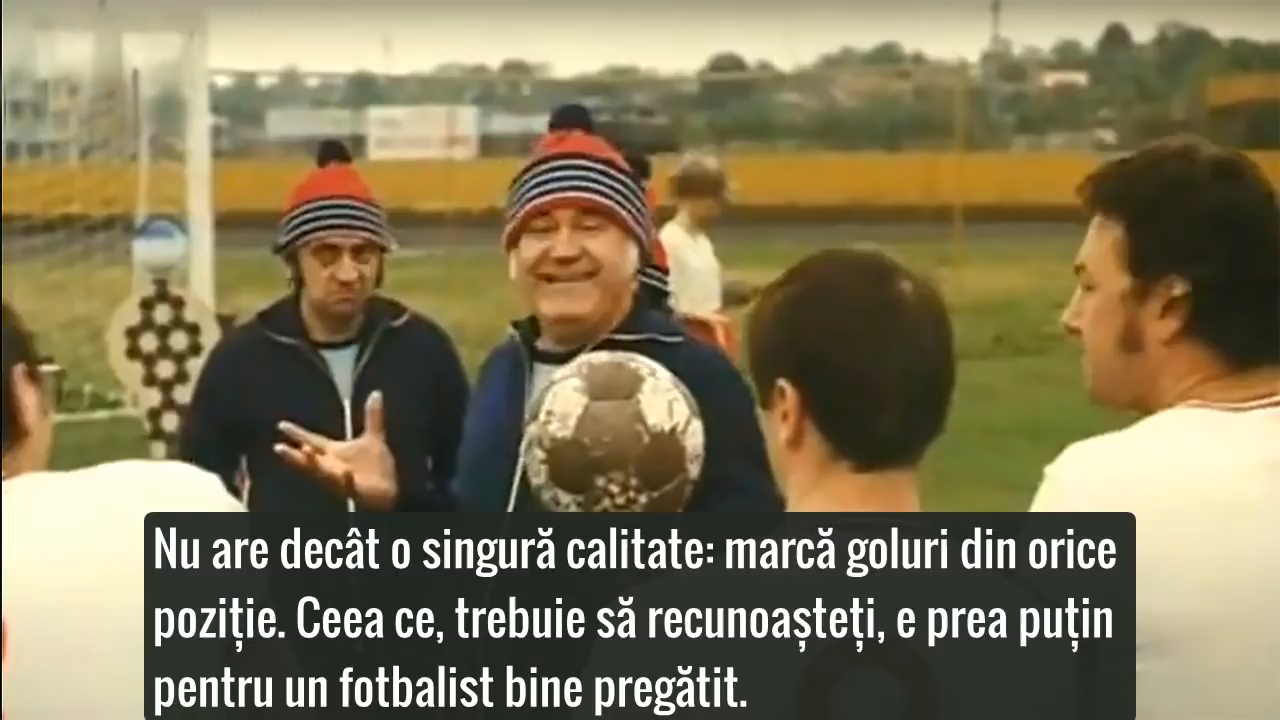 Nu are decât o singură calitate: marcă goluri din orice
poziție. Ceea ce, trebuie să recunoașteți, e prea puțin
pentru un fotbalist bine pregătit.